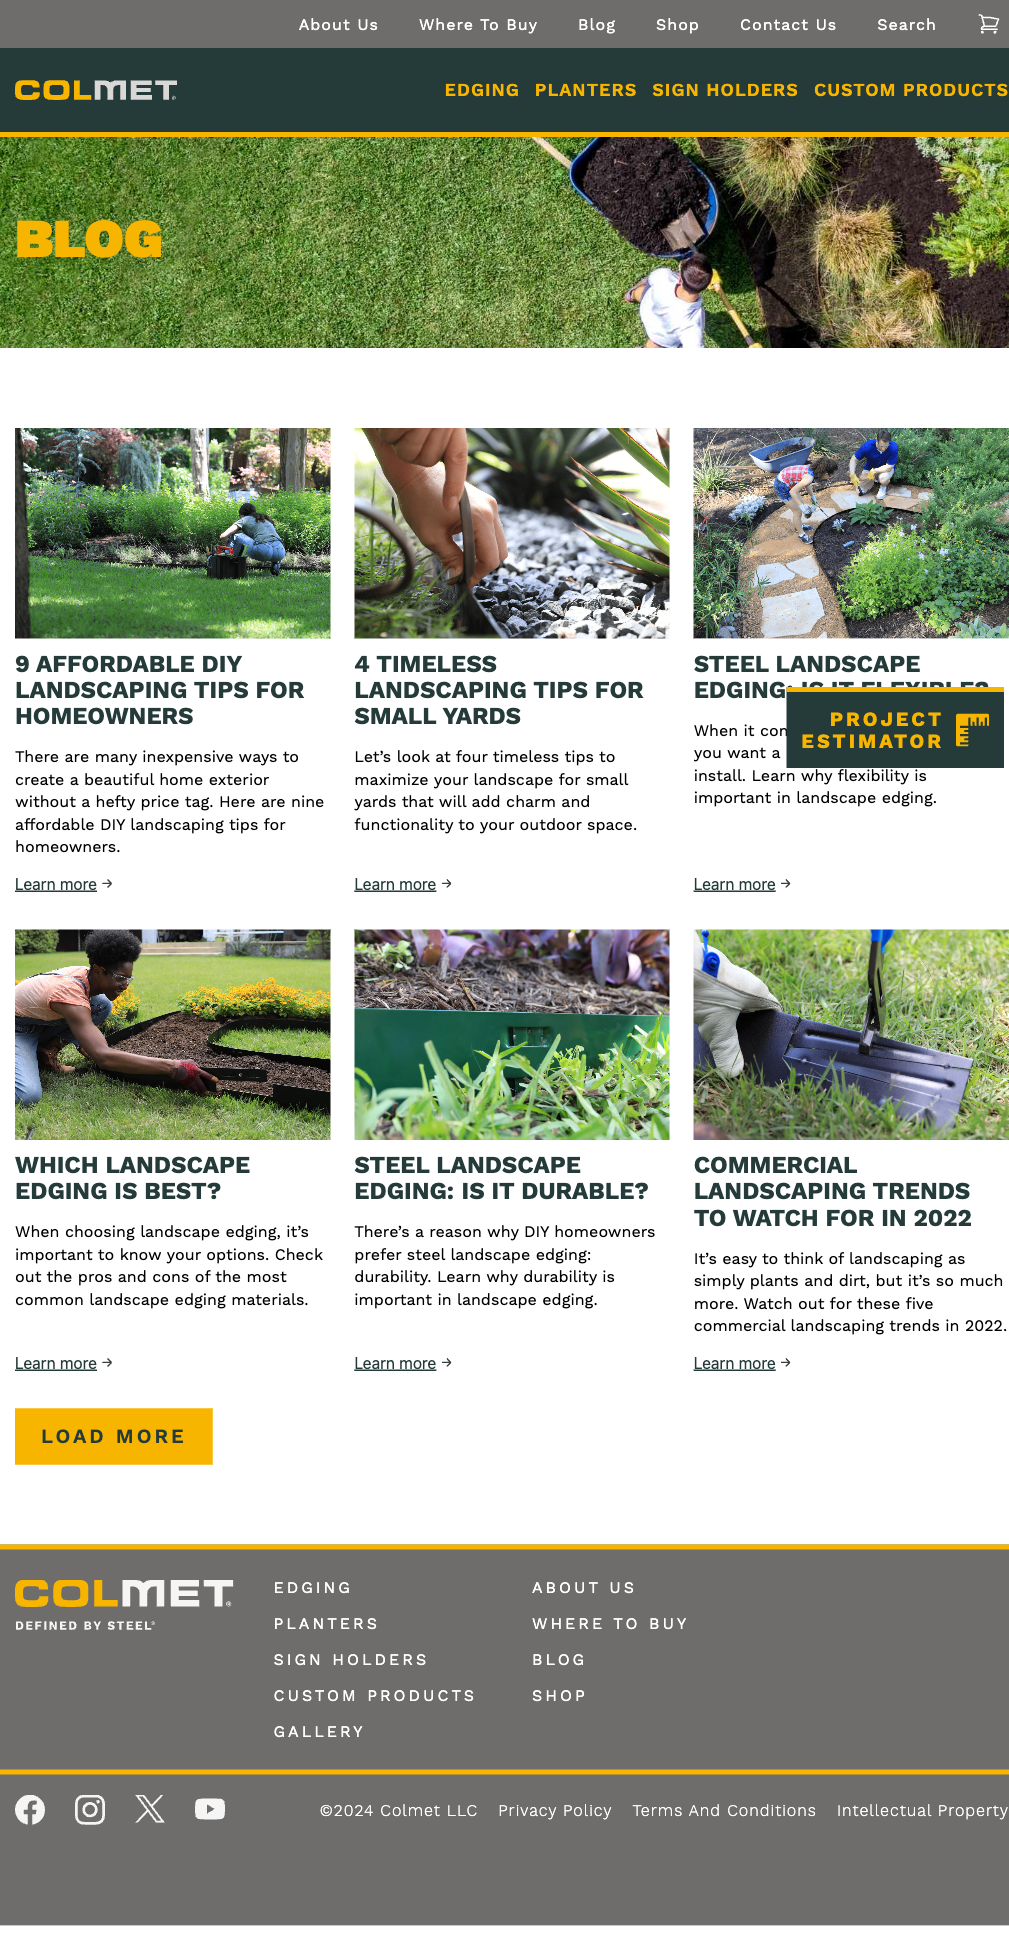 About Us Where To Buy Blog Shop Contact Us Search
COLMET
EDGING PLANTERS SIGN HOLDERS CUSTOM PRODUCTS
BLOG
9 AFFORDABLE DIY
LANDSCAPING TIPS FOR
HOMEOWNERS
There are many inexpensive ways to
create a beautiful home exterior
without a hefty price tag. Here are nine
affordable DIY landscaping tips for
homeowners.
Learn more →
4 TIMELESS
LANDSCAPING TIPS FOR
SMALL YARDS
Let’s look at four timeless tips to
maximize your landscape for small
yards that will add charm and
functionality to your outdoor space.
Learn more →
STEEL LANDSCAPE
EDGING: IS IT FLEXIBLE?
When it
you want a
install. Learn why flexibility is
important in landscape edging.
Learn more →
PROJECT
ESTIMATOR
WHICH LANDSCAPE
EDGING IS BEST?
When choosing landscape edging, it’s
important to know your options. Check
out the pros and cons of the most
common landscape edging materials.
Learn more →
STEEL LANDSCAPE
EDGING: IS IT DURABLE?
There’s a reason why DIY homeowners
prefer steel landscape edging:
durability. Learn why durability is
important in landscape edging.
Learn more →
COMMERCIAL
LANDSCAPING TRENDS
TO WATCH FOR IN 2022
It’s easy to think of landscaping as
simply plants and dirt, but it’s so much
more. Watch out for these five
commercial landscaping trends in 2022.
Learn more →
LOAD MORE
COLMET®
DEFINED BY STEEL®
EDGING
PLANTERS
SIGN HOLDERS
CUSTOM PRODUCTS
GALLERY
ABOUT US
WHERE TO BUY
BLOG
SHOP
©2024 Colmet LLC Privacy Policy Terms And Conditions Intellectual Property